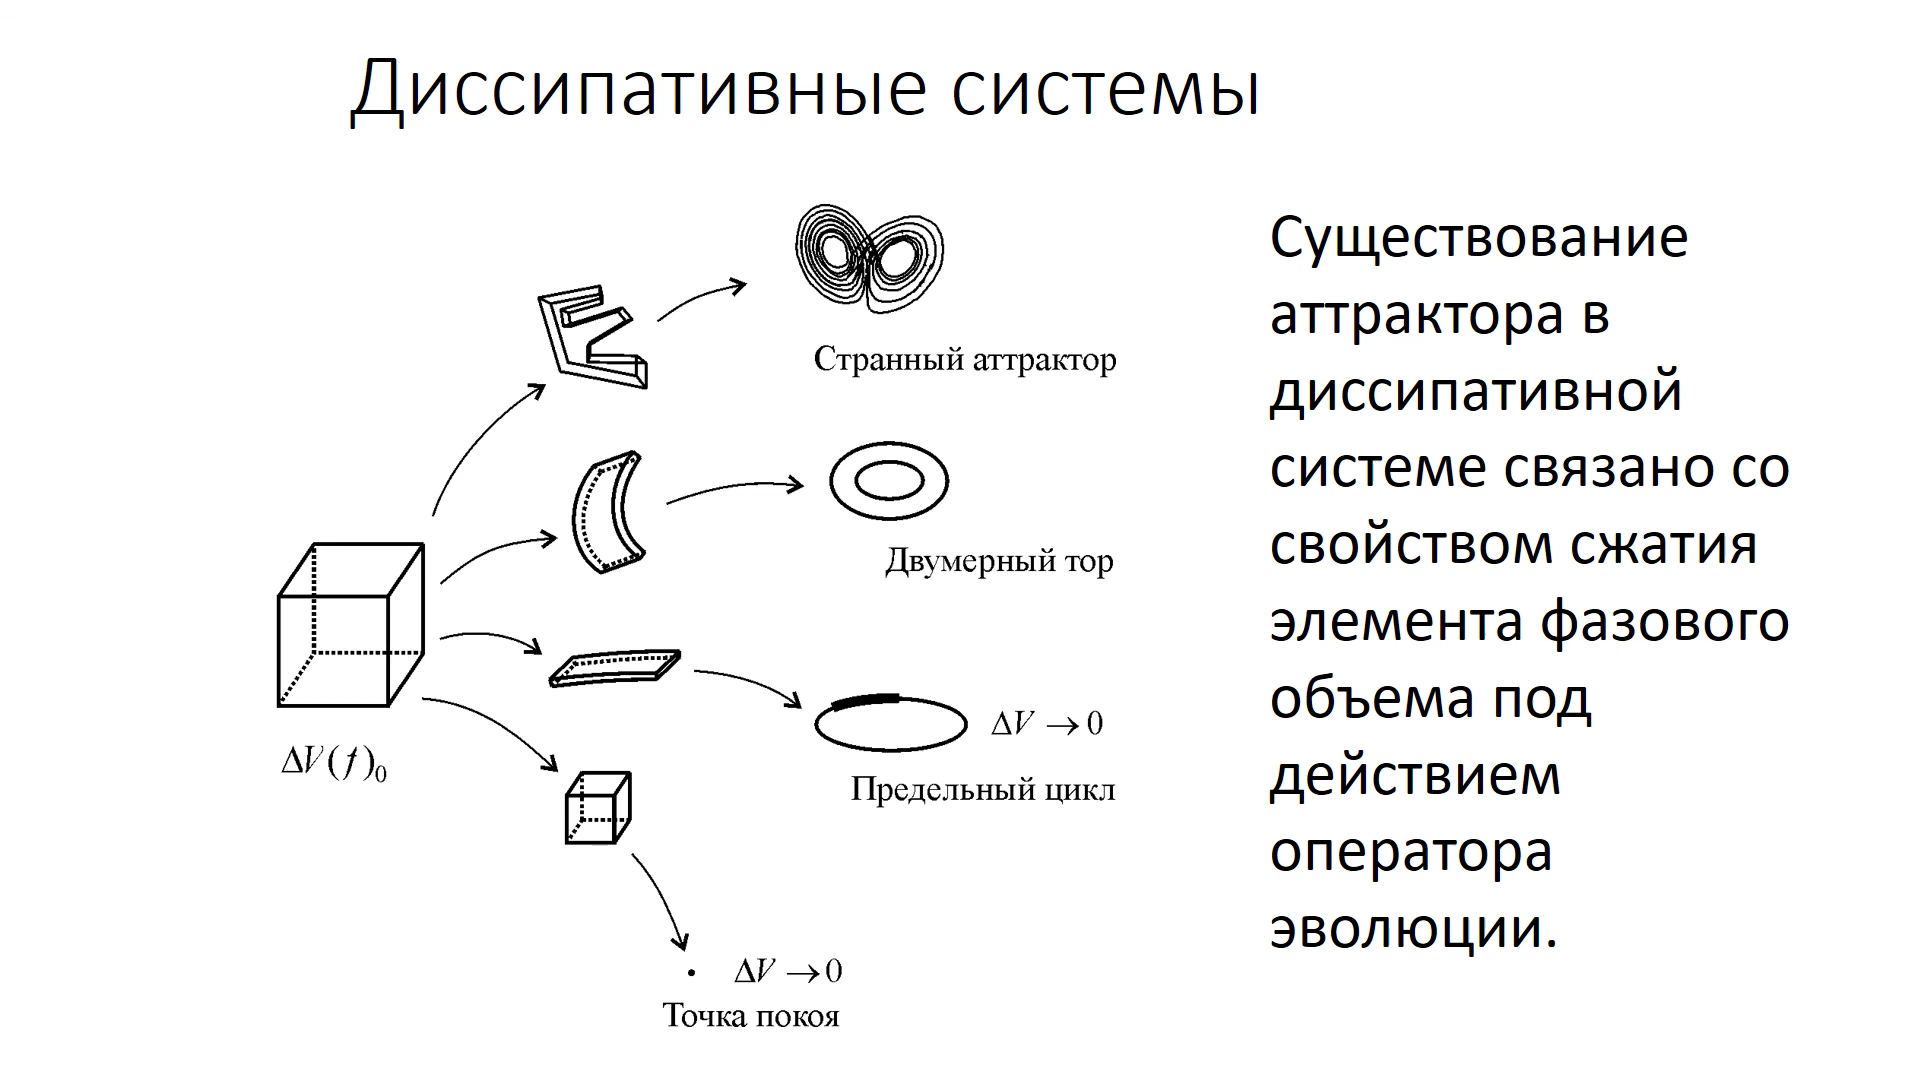 Диссипативные системы
Странный аттрактор
Двумерный тор
ΔV → 0
Предельный цикл
ΔV(t)₀
ΔV → 0
Точка покоя
Существование
аттрактора в
диссипативной
системе связано со
свойством сжатия
элемента фазового
объема под
действием
оператора
эволюции.